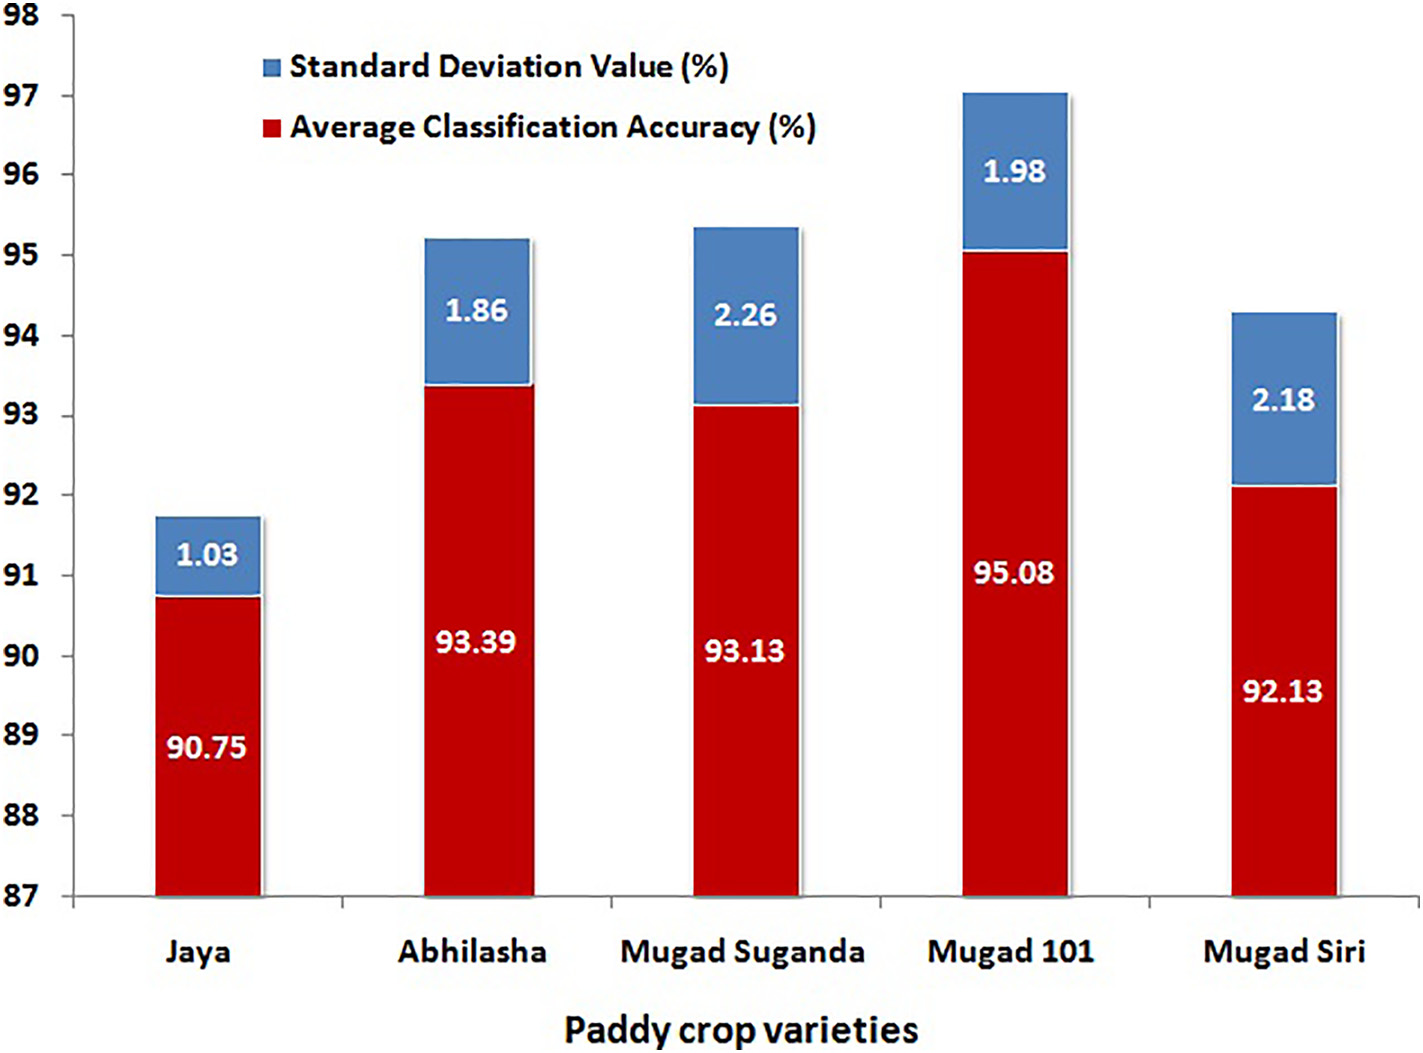 98
97
96
95
94
93
92
91
90
89
88
87
Standard Deviation Value (%)
Average Classification Accuracy (%)
1.03
90.75
1.86
93.39
2.26
93.13
1.98
95.08
2.18
92.13
Jaya
Abhilasha
Mugad Suganda
Mugad 101
Mugad Siri
Paddy crop varieties